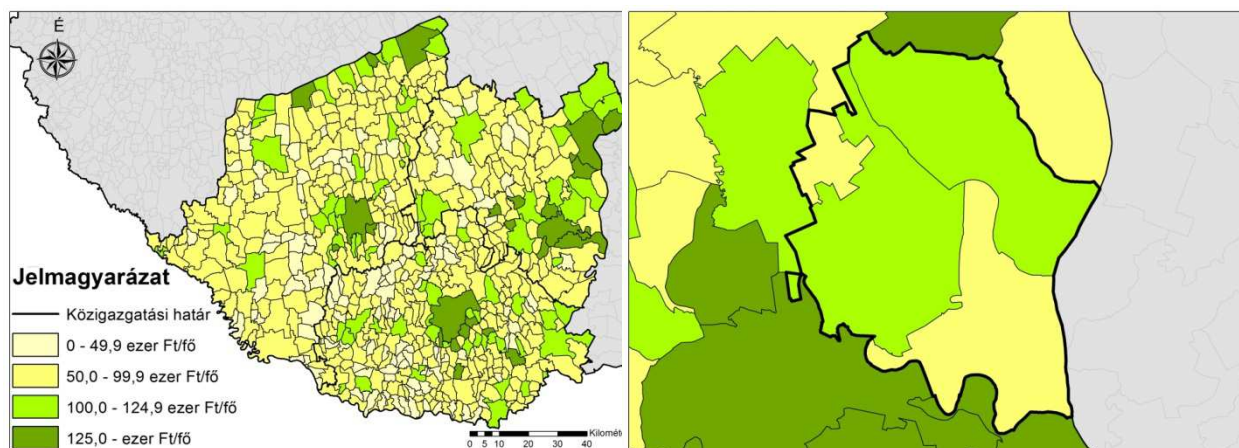 É
Jelmagyarázat
Közigazgatási határ
0 - 49,9 ezer Ft/fő
50,0 - 99,9 ezer Ft/fő
100,0 - 124,9 ezer Ft/fő
125,0 - ezer Ft/fő
Kilométe
0 5 10 20 30 40